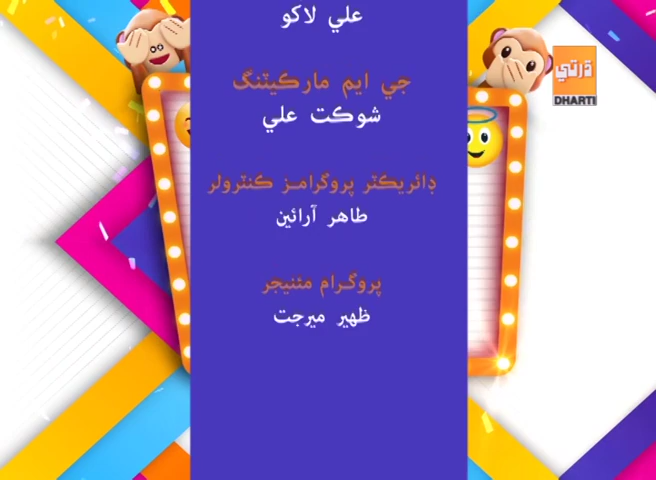 علي لاکو
جي ايم مارڪيٽنگ
شوڪت علي
ڊائريڪٽر پروگرامز ڪنٽرولر
طاهر آرائين
پروگرام مئنيجر
ظهير ميرجت
ڌرتي
DHARTI